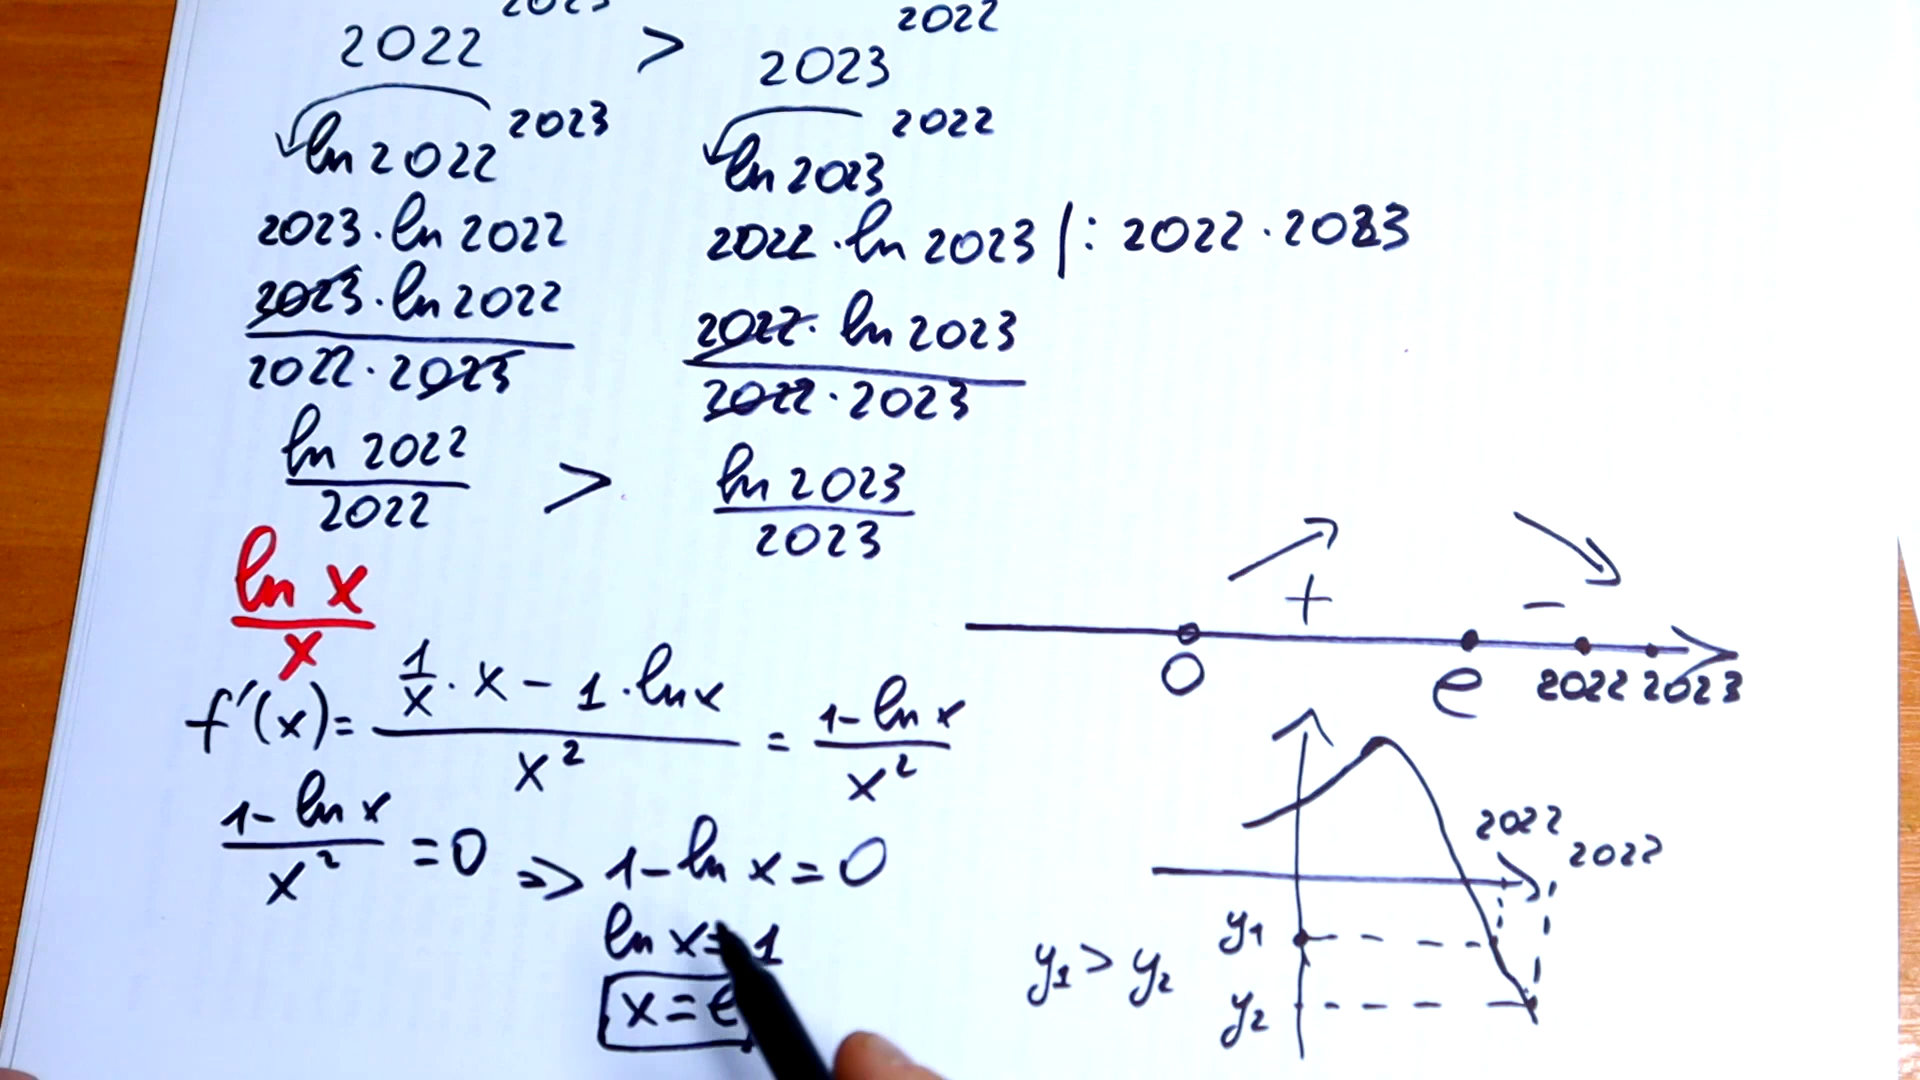 2022^2023 > 2023^2022
ln 2022^2023 ln 2023^2022
2023 · ln 2022 2022 · ln 2023 | : 2022 · 2023
2023 · ln 2022 / 2022 · 2023 2022 · ln 2023 / 2022 · 2023
ln 2022 / 2022 > ln 2023 / 2023
ln x / x
f'(x) = (1/x · x − 1 · ln x) / x² = (1 − ln x) / x²
(1 − ln x) / x² = 0 => 1 − ln x = 0
ln x = 1
x = e
+ −
0 e 2022 2023
2022 2022
y₁
y₁ > y₂
y₂